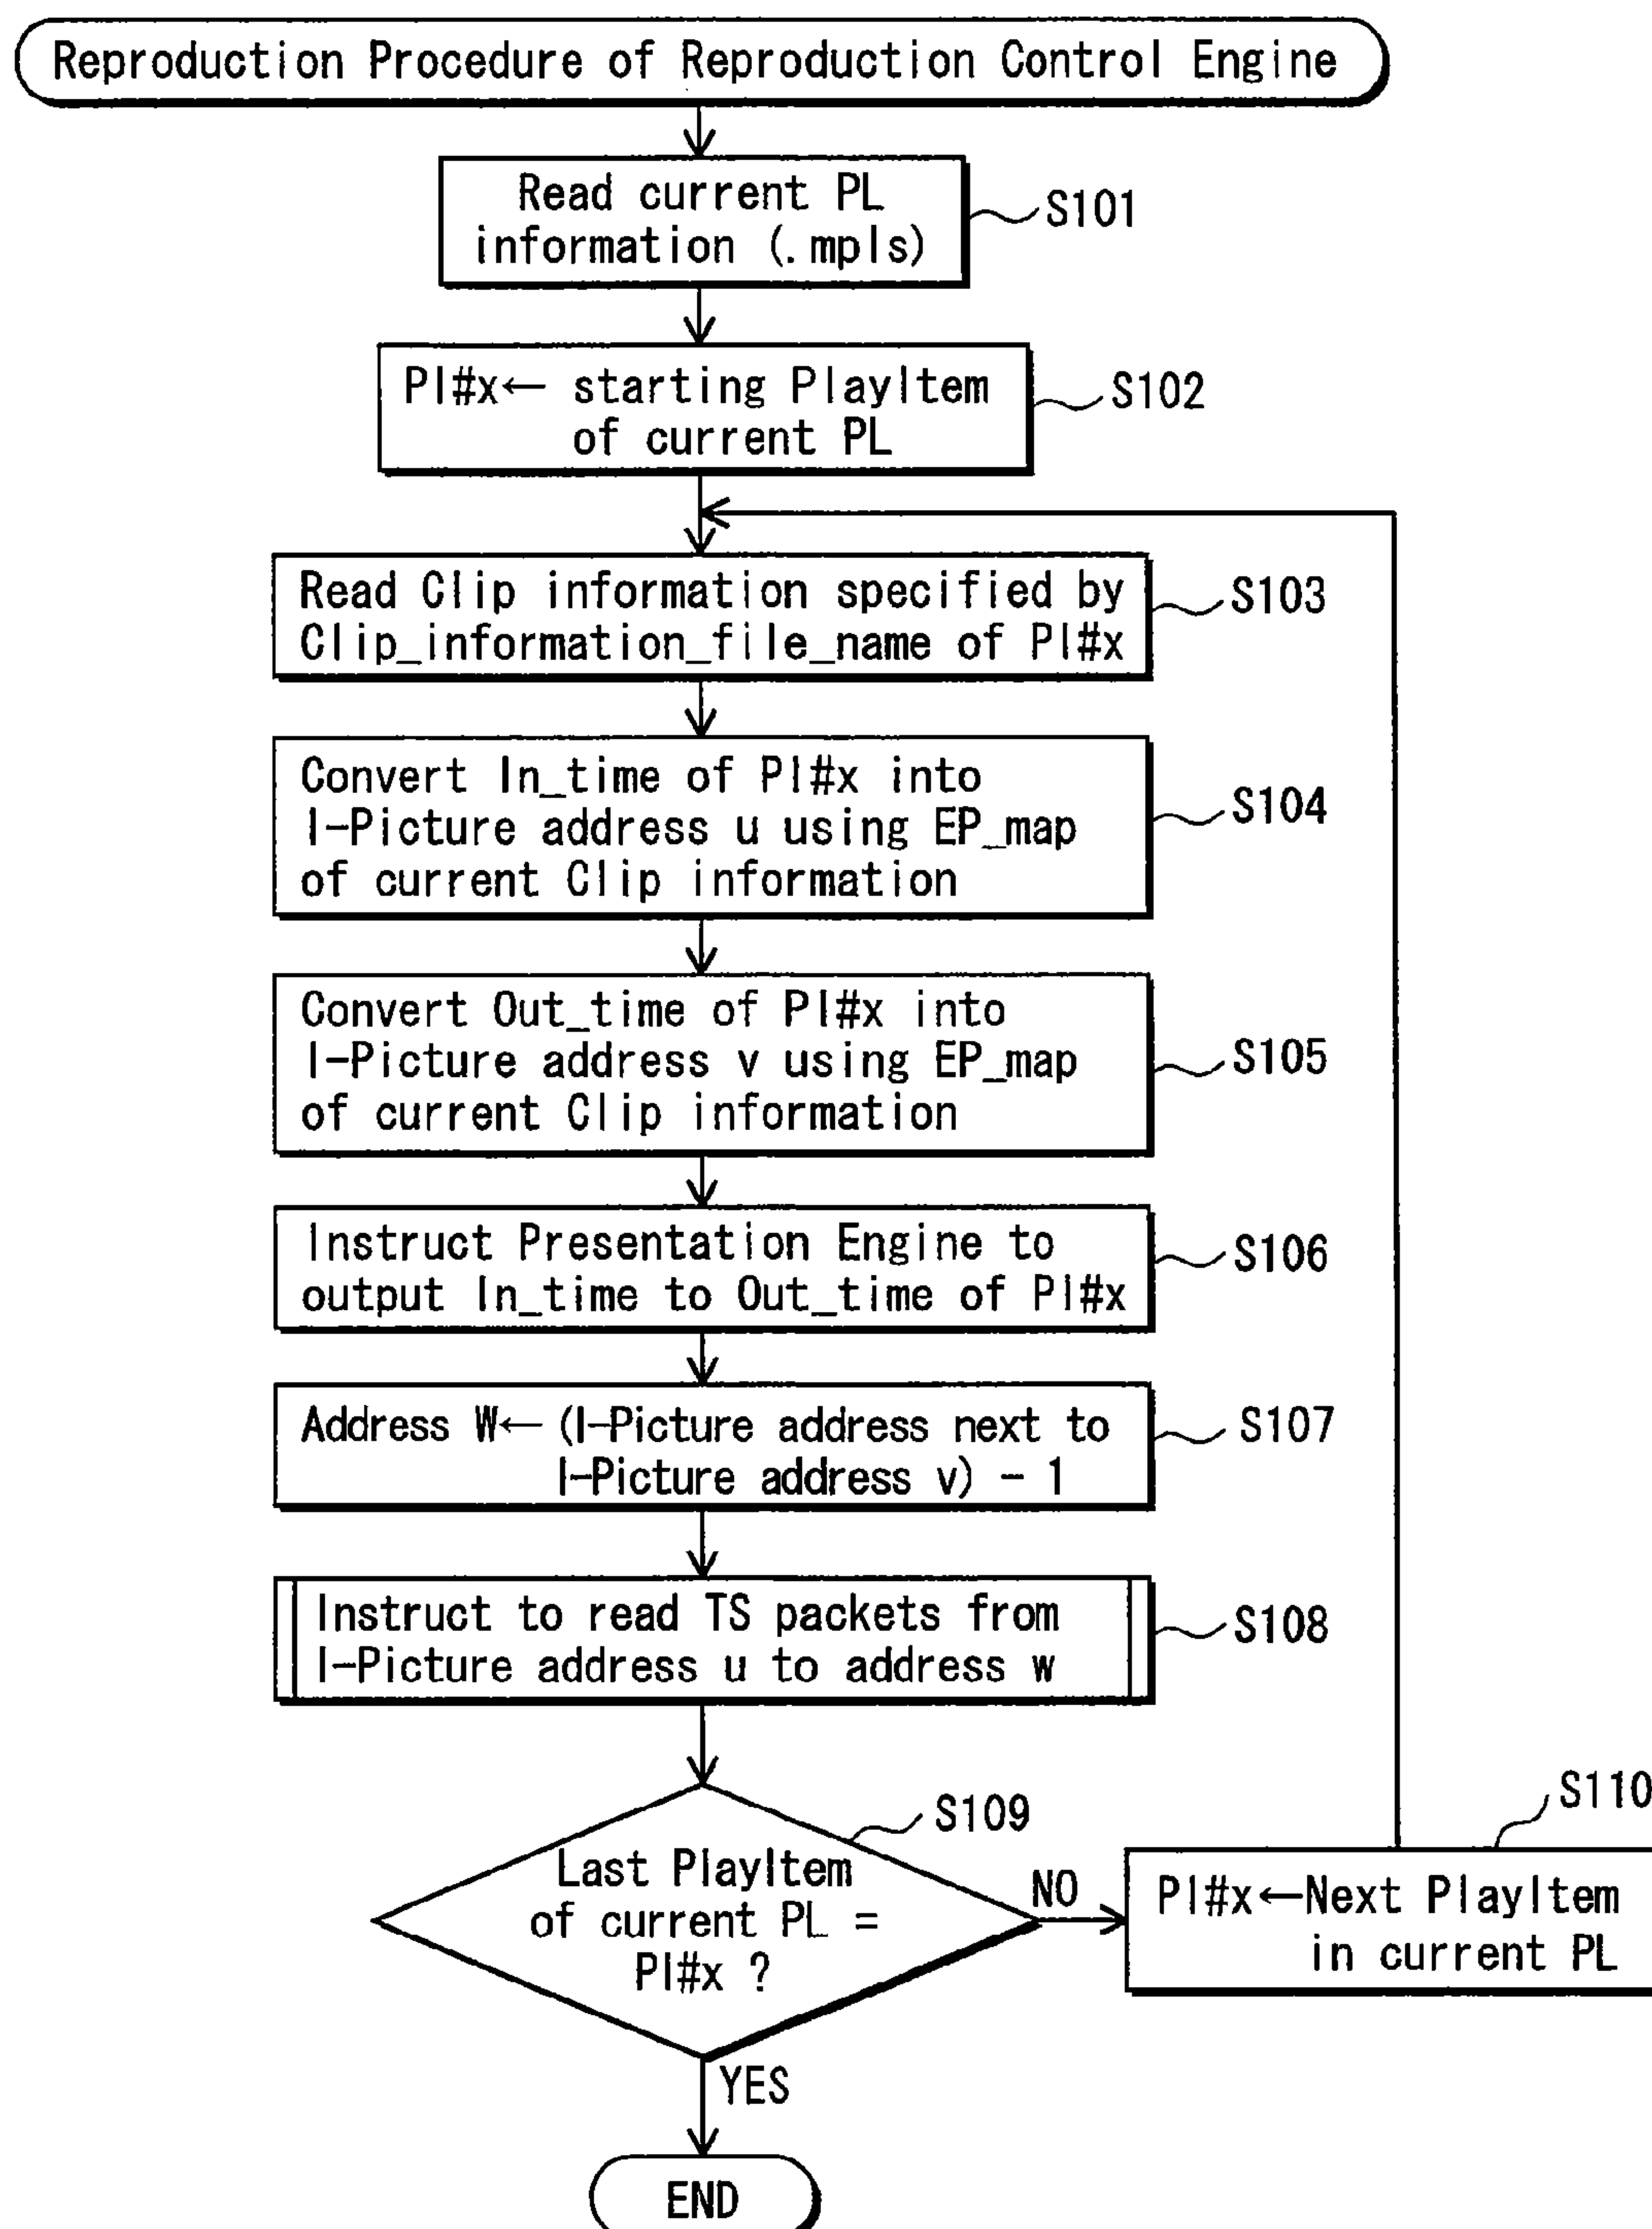 Reproduction Procedure of Reproduction Control Engine
Read current PL
information (.mpls)
S101
PI#x← starting PlayItem
of current PL
S102
Read Clip information specified by
Clip_information_file_name of PI#x
S103
Convert In_time of PI#x into
I-Picture address u using EP_map
of current Clip information
S104
Convert Out_time of PI#x into
I-Picture address v using EP_map
of current Clip information
S105
Instruct Presentation Engine to
output In_time to Out_time of PI#x
S106
Address W← (I-Picture address next to
I-Picture address v) - 1
S107
Instruct to read TS packets from
I-Picture address u to address w
S108
Last PlayItem
of current PL =
PI#x ?
S109
NO
PI#x←Next PlayItem
in current PL
S110
YES
END